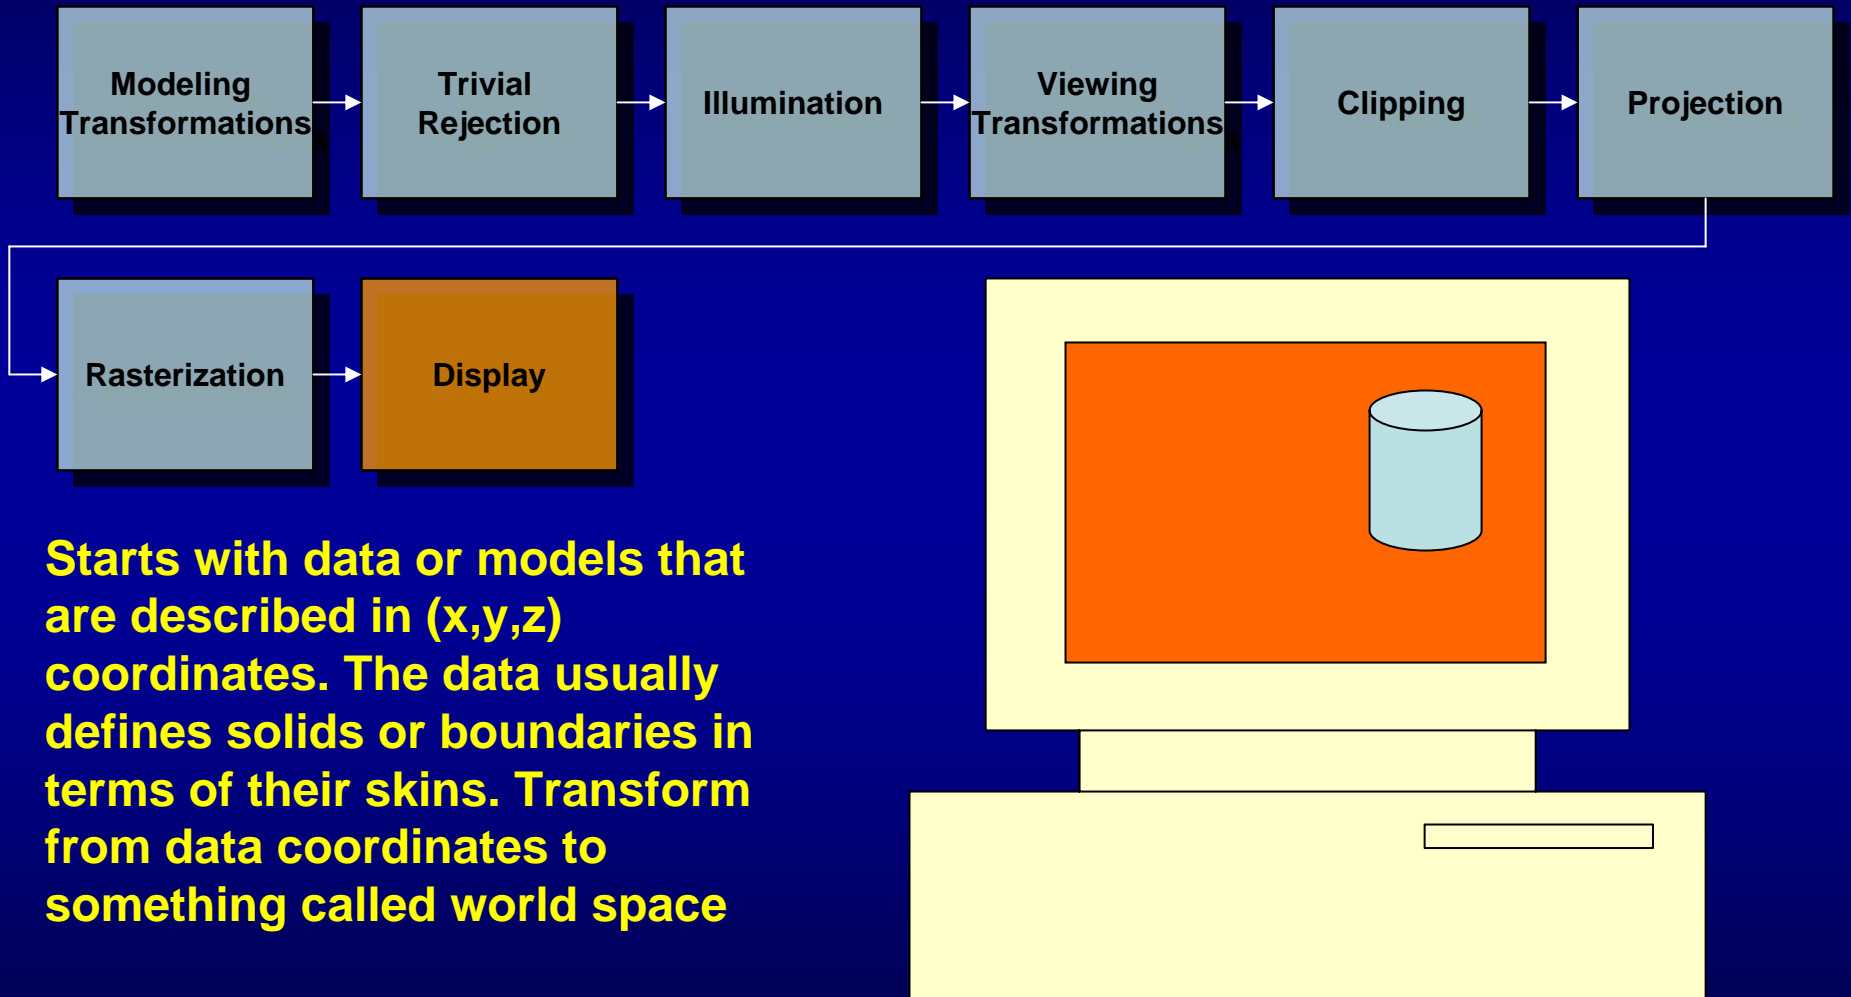 Modeling
Transformations
Trivial
Rejection
Illumination
Viewing
Transformations
Clipping
Projection
Rasterization
Display
Starts with data or models that
are described in (x,y,z)
coordinates. The data usually
defines solids or boundaries in
terms of their skins. Transform
from data coordinates to
something called world space